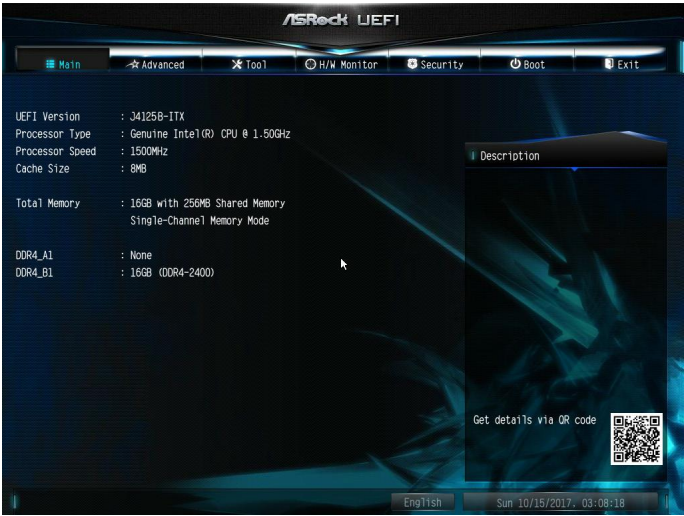 ASRock UEFI
Main Advanced Tool H/W Monitor Security Boot Exit
UEFI Version : J4125B-ITX
Processor Type : Genuine Intel(R) CPU @ 1.50GHz
Processor Speed : 1500MHz
Cache Size : 8MB
Total Memory : 16GB with 256MB Shared Memory
Single-Channel Memory Mode
DDR4_A1 : None
DDR4_B1 : 16GB (DDR4-2400)
Description
Get details via QR code
English Sun 10/15/2017. 03:08:18